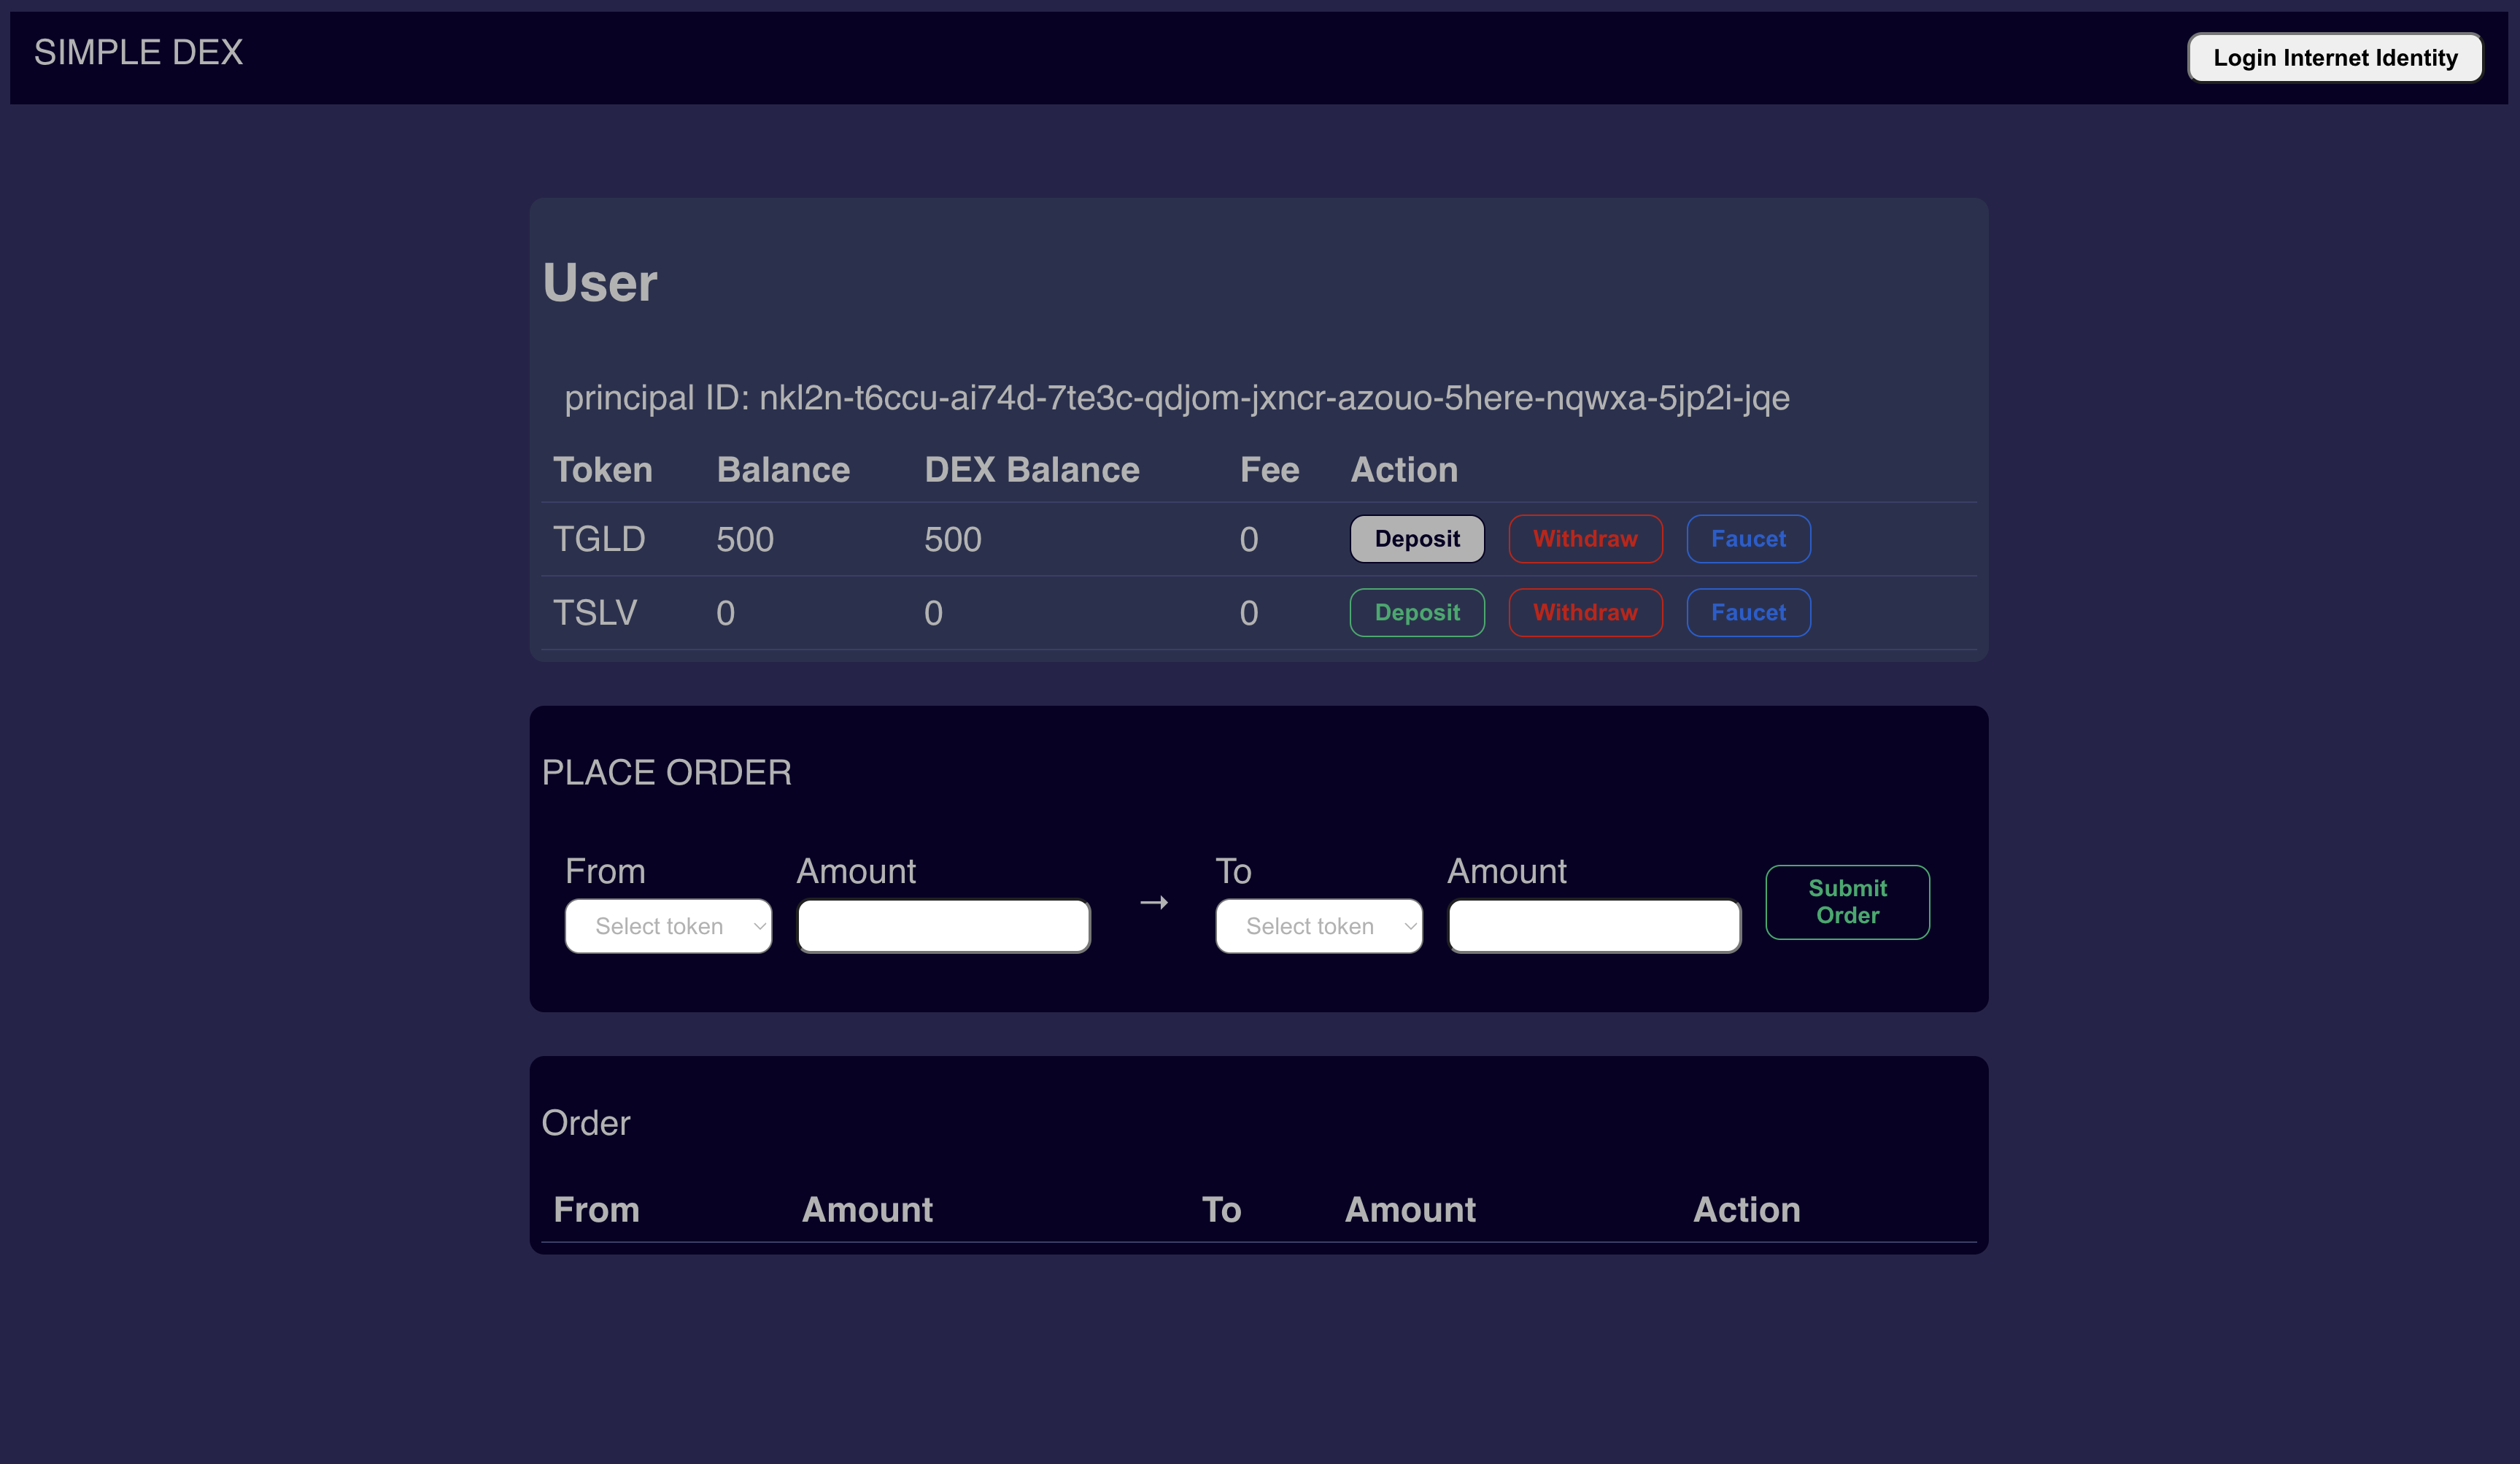 SIMPLE DEX
Login Internet Identity
User
principal ID: nkl2n-t6ccu-ai74d-7te3c-qdjom-jxncr-azouo-5here-nqwxa-5jp2i-jqe
Token Balance DEX Balance Fee Action
TGLD 500 500 0 Deposit Withdraw Faucet
TSLV 0 0 0 Deposit Withdraw Faucet
PLACE ORDER
From Amount → To Amount
Select token Select token Submit Order
Order
From Amount To Amount Action